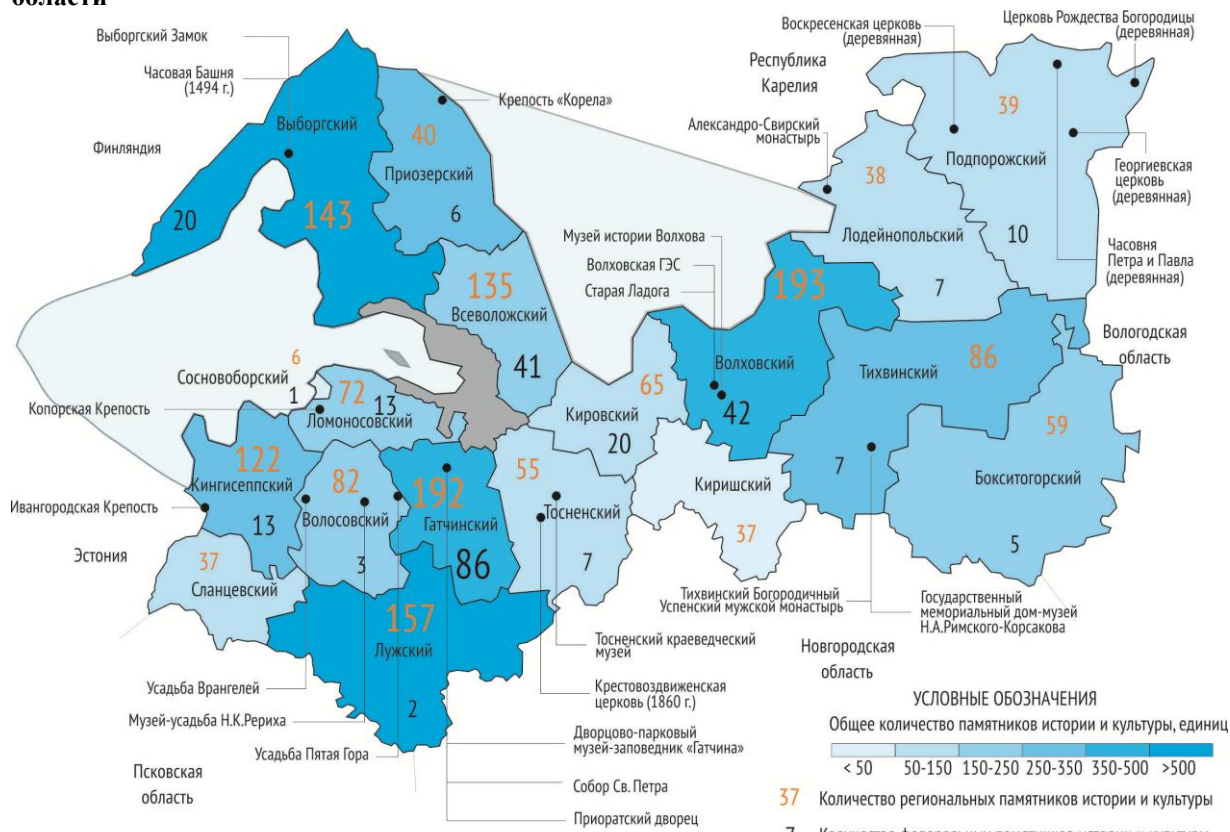 области
Выборгский Замок
Часовая Башня
(1494 г.)
Финляндия
Выборгский
20
143
Крепость «Корела»
40
Приозерский
6
135
Всеволожский
41
Воскресенская церковь
(деревянная)
Церковь Рождества Богородицы
(деревянная)
Республика
Карелия
Александро-Свирский
монастырь
39
Подпорожский
10
Георгиевская
церковь
(деревянная)
Часовня
Петра и Павла
(деревянная)
38
Лодейнопольский
7
Музей истории Волхова
Волховская ГЭС
Старая Ладога
193
Волховский
42
Вологодская
область
86
Тихвинский
7
59
Бокситогорский
5
6
Сосновоборский
1
72
13
Ломоносовский
Копорская Крепость
65
Кировский
20
122
Кингисеппский
13
Ивангородская Крепость
82
Волосовский
3
192
Гатчинский
86
55
Тосненский
7
Киришский
37
Эстония
37
Сланцевский
157
Лужский
2
Тихвинский Богородичный
Успенский мужской монастырь
Государственный
мемориальный дом-музей
Н.А.Римского-Корсакова
Новгородская
область
Тосненский краеведческий
музей
Крестовоздвиженская
церковь (1860 г.)
Дворцово-парковый
музей-заповедник «Гатчина»
Собор Св. Петра
Приоратский дворец
Усадьба Врангелей
Музей-усадьба Н.К.Рериха
Усадьба Пятая Гора
Псковская
область
УСЛОВНЫЕ ОБОЗНАЧЕНИЯ
Общее количество памятников истории и культуры, единиц
< 50 50-150 150-250 250-350 350-500 >500
37 Количество региональных памятников истории и культуры
7 Количество федеральных памятников истории и культуры